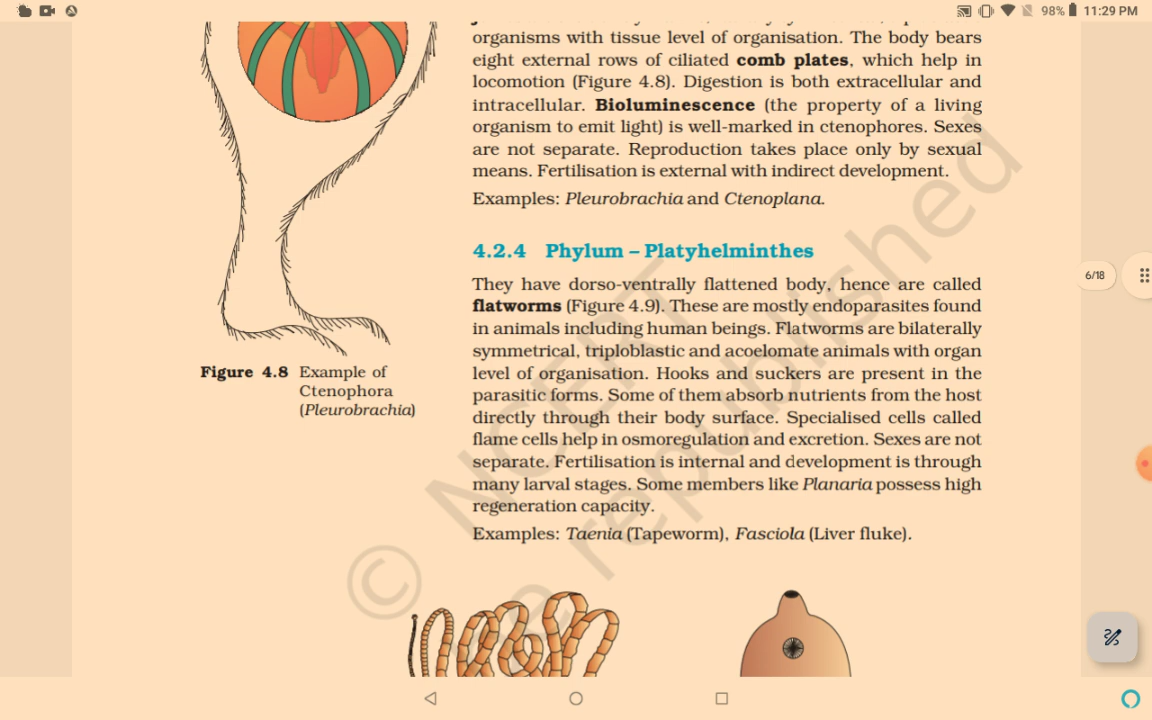 98% 11:29 PM
organisms with tissue level of organisation. The body bears
eight external rows of ciliated comb plates, which help in
locomotion (Figure 4.8). Digestion is both extracellular and
intracellular. Bioluminescence (the property of a living
organism to emit light) is well-marked in ctenophores. Sexes
are not separate. Reproduction takes place only by sexual
means. Fertilisation is external with indirect development.
Examples: Pleurobrachia and Ctenoplana.
4.2.4 Phylum – Platyhelminthes
They have dorso-ventrally flattened body, hence are called
flatworms (Figure 4.9). These are mostly endoparasites found
in animals including human beings. Flatworms are bilaterally
symmetrical, triploblastic and acoelomate animals with organ
level of organisation. Hooks and suckers are present in the
parasitic forms. Some of them absorb nutrients from the host
directly through their body surface. Specialised cells called
flame cells help in osmoregulation and excretion. Sexes are not
separate. Fertilisation is internal and development is through
many larval stages. Some members like Planaria possess high
regeneration capacity.
Examples: Taenia (Tapeworm), Fasciola (Liver fluke).
Figure 4.8 Example of
Ctenophora
(Pleurobrachia)
6/18
© NCERT
e republished